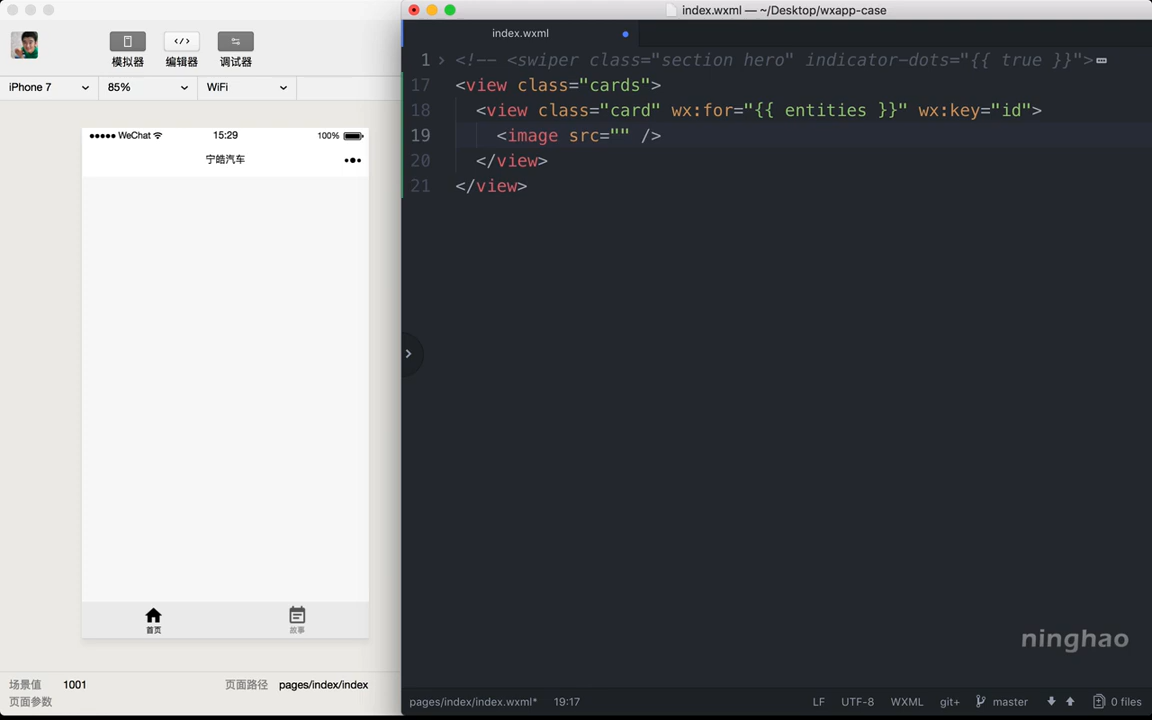 index.wxml — ~/Desktop/wxapp-case
模拟器 编辑器 调试器
iPhone 7 85% WiFi
WeChat 15:29 100%
宁皓汽车
首页 故事
场景值 1001 页面路径 pages/index/index
页面参数
index.wxml
1 <!-- <swiper class="section hero" indicator-dots="{{ true }}">
17 <view class="cards">
18 <view class="card" wx:for="{{ entities }}" wx:key="id">
19 <image src="" />
20 </view>
21 </view>
ninghao
pages/index/index.wxml* 19:17 LF UTF-8 WXML git+ master 0 files